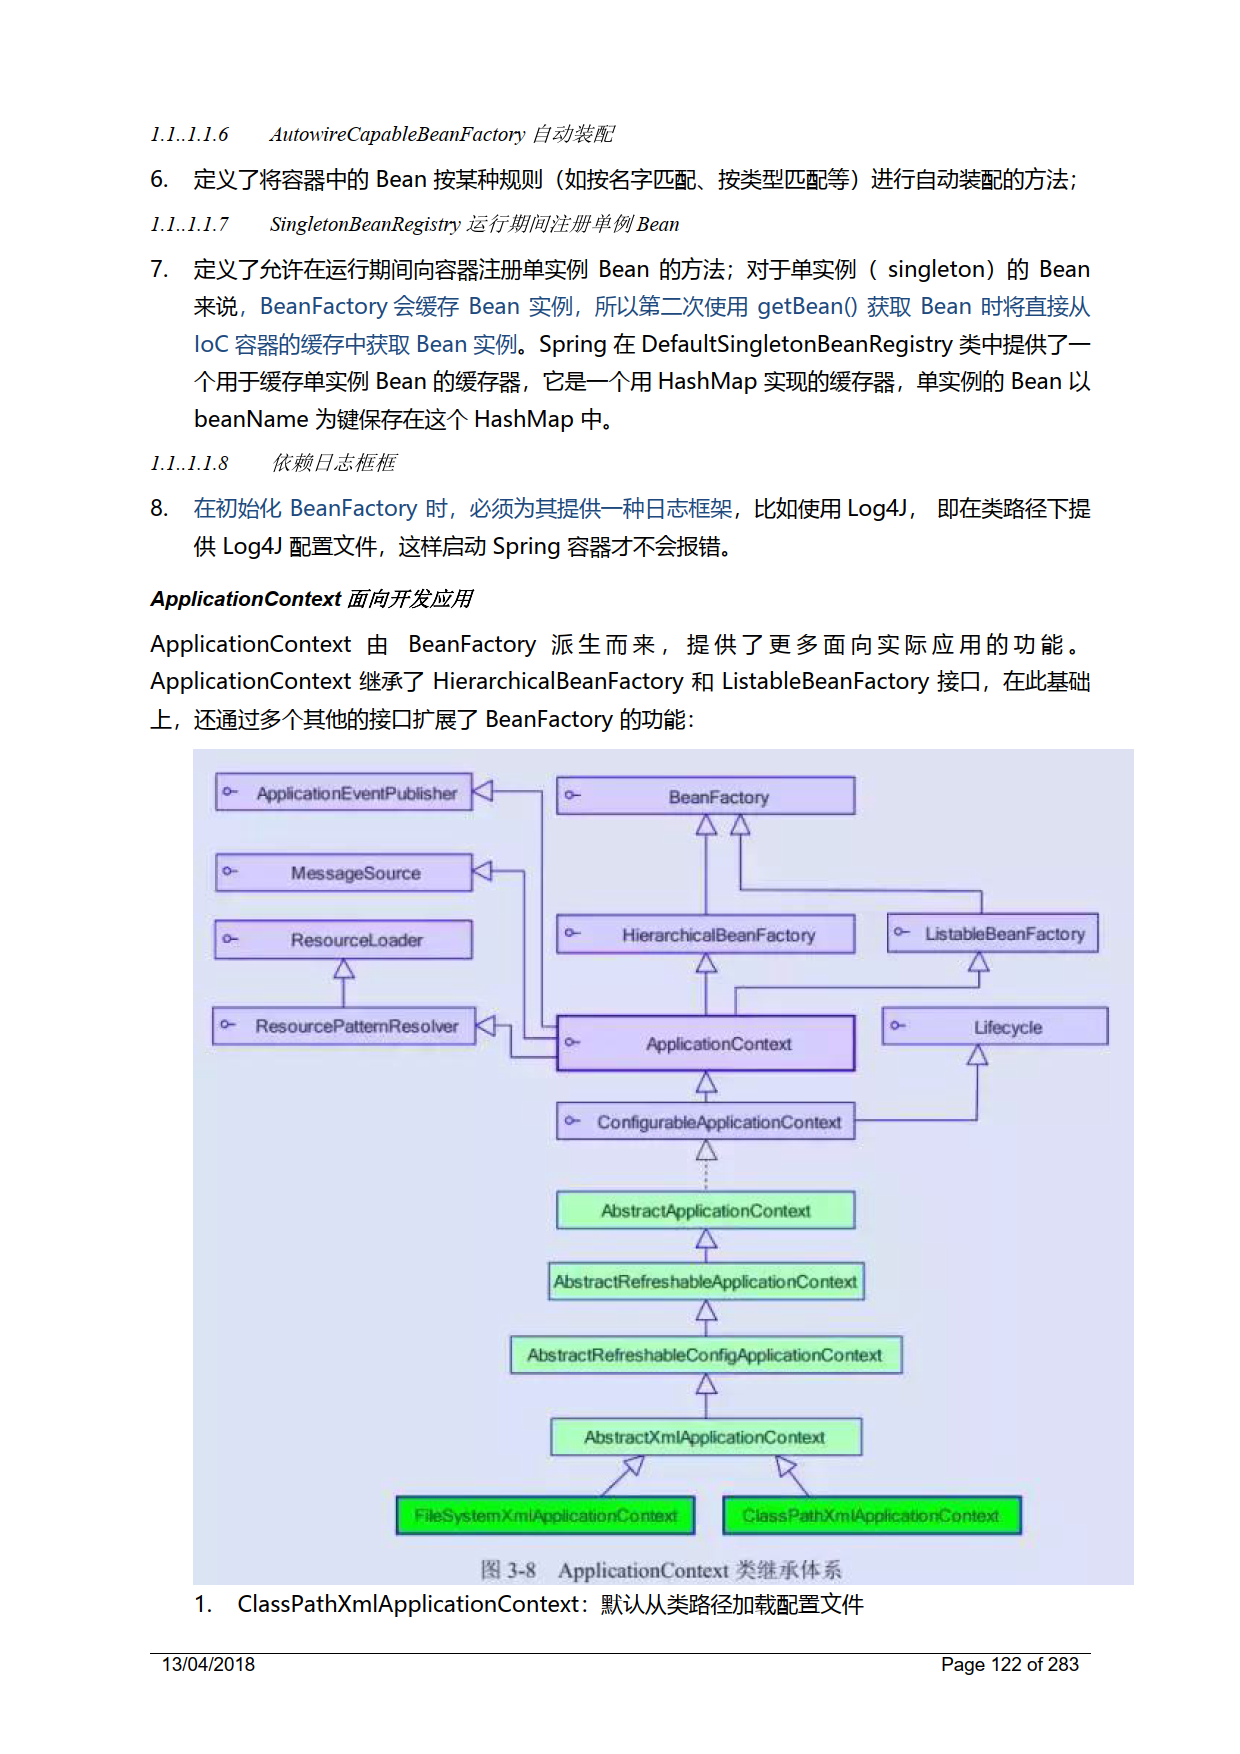 1.1..1.1.6 AutowireCapableBeanFactory 自动装配
6. 定义了将容器中的 Bean 按某种规则（如按名字匹配、按类型匹配等）进行自动装配的方法；
1.1..1.1.7 SingletonBeanRegistry 运行期间注册单例 Bean
7. 定义了允许在运行期间向容器注册单实例 Bean 的方法；对于单实例（ singleton）的 Bean
来说，BeanFactory 会缓存 Bean 实例，所以第二次使用 getBean() 获取 Bean 时将直接从
IoC 容器的缓存中获取 Bean 实例。Spring 在 DefaultSingletonBeanRegistry 类中提供了一
个用于缓存单实例 Bean 的缓存器，它是一个用 HashMap 实现的缓存器，单实例的 Bean 以
beanName 为键保存在这个 HashMap 中。
1.1..1.1.8 依赖日志框框
8. 在初始化 BeanFactory 时，必须为其提供一种日志框架，比如使用 Log4J， 即在类路径下提
供 Log4J 配置文件，这样启动 Spring 容器才不会报错。
ApplicationContext 面向开发应用
ApplicationContext 由 BeanFactory 派生而来，提供了更多面向实际应用的功能。
ApplicationContext 继承了 HierarchicalBeanFactory 和 ListableBeanFactory 接口，在此基础
上，还通过多个其他的接口扩展了 BeanFactory 的功能：
ApplicationEventPublisher
BeanFactory
MessageSource
ResourceLoader
HierarchicalBeanFactory
ListableBeanFactory
ResourcePatternResolver
ApplicationContext
Lifecycle
ConfigurableApplicationContext
AbstractApplicationContext
AbstractRefreshableApplicationContext
AbstractRefreshableConfigApplicationContext
AbstractXmlApplicationContext
FileSystemXmlApplicationContext
ClassPathXmlApplicationContext
图 3-8 ApplicationContext 类继承体系
1. ClassPathXmlApplicationContext：默认从类路径加载配置文件
13/04/2018
Page 122 of 283